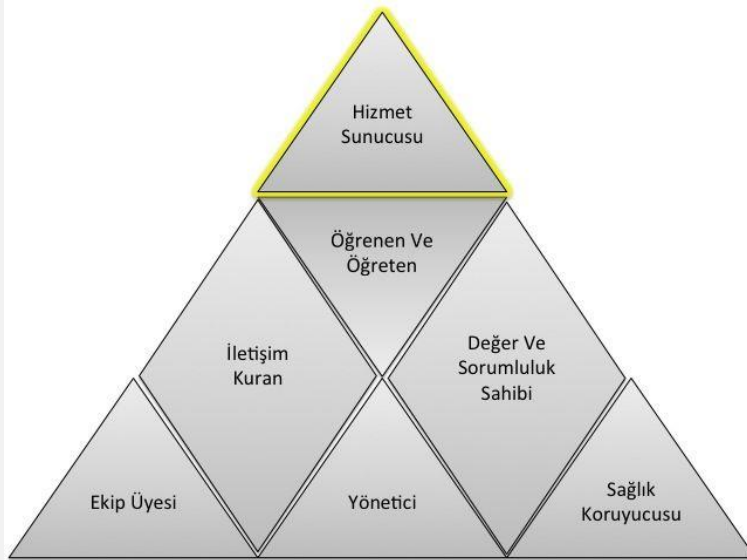 Hizmet
Sunucusu
Öğrenen Ve
Öğreten
İletişim
Kuran
Değer Ve
Sorumluluk
Sahibi
Ekip Üyesi
Yönetici
Sağlık
Koruyucusu